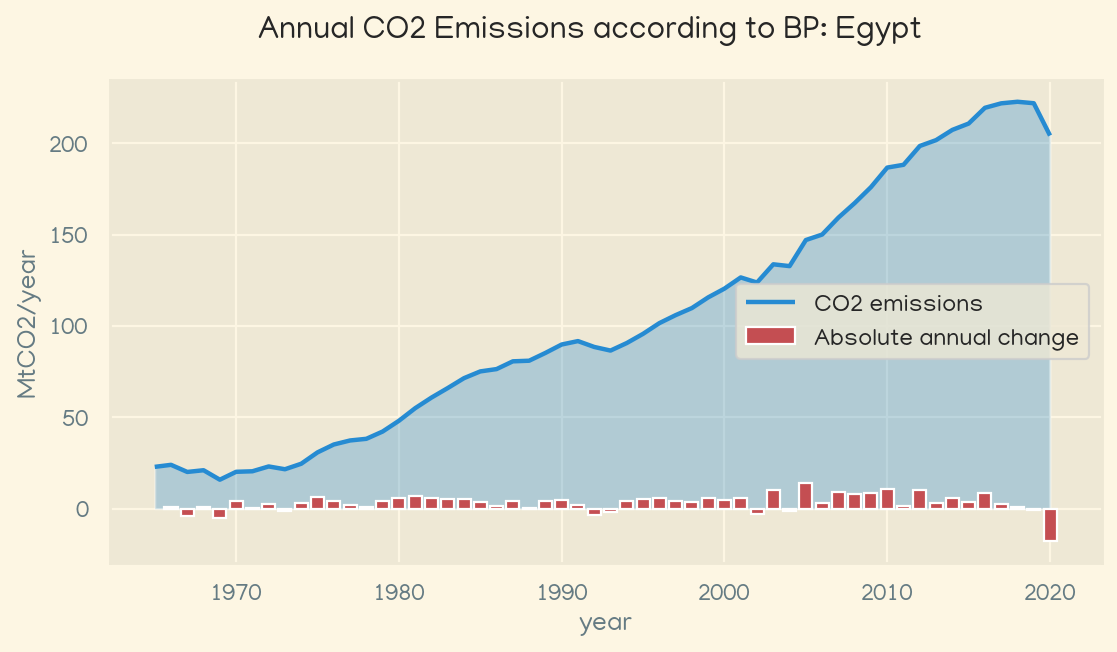 Annual CO2 Emissions according to BP: Egypt
MtCO2/year
200
150
100
50
0
CO2 emissions
Absolute annual change
1970 1980 1990 2000 2010 2020
year